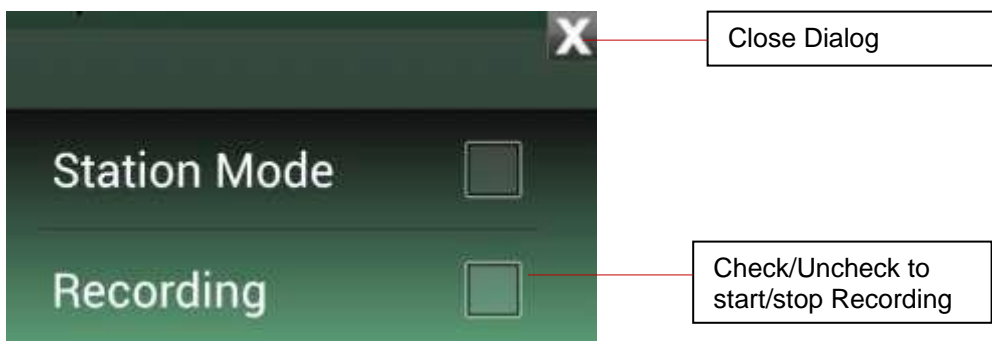 X
Close Dialog
Station Mode
Recording
Check/Uncheck to
start/stop Recording